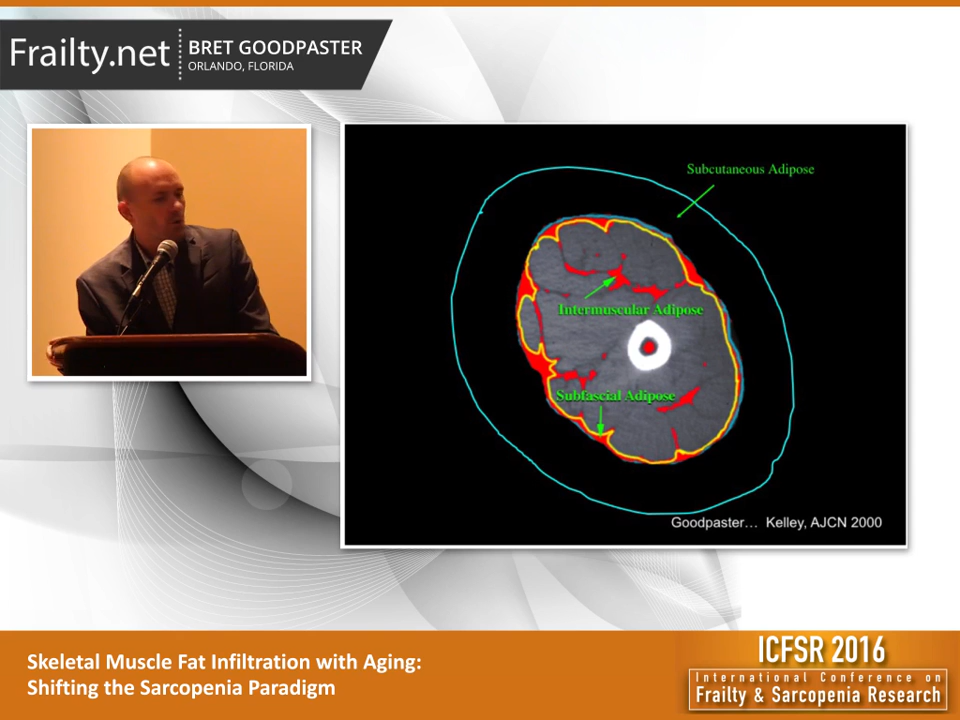 Frailty.net
BRET GOODPASTER
ORLANDO, FLORIDA
Subcutaneous Adipose
Intermuscular Adipose
Subfascial Adipose
Goodpaster… Kelley, AJCN 2000
Skeletal Muscle Fat Infiltration with Aging:
Shifting the Sarcopenia Paradigm
ICFSR 2016
International Conference on
Frailty & Sarcopenia Research